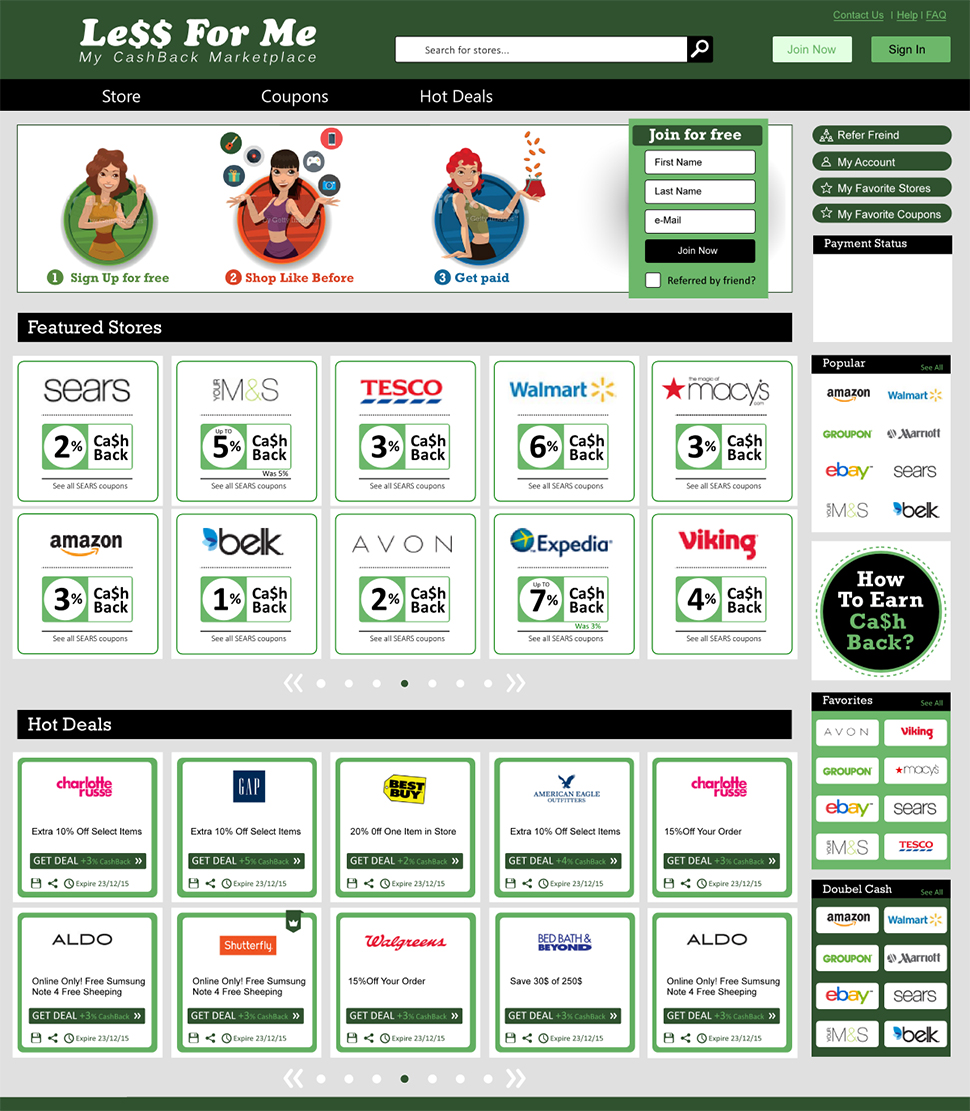 Contact Us | Help | FAQ
Le$$ For Me
My CashBack Marketplace
Search for stores...
Join Now
Sign In
Store
Coupons
Hot Deals
1 Sign Up for free
2 Shop Like Before
3 Get paid
Join for free
First Name
Last Name
e-Mail
Join Now
Referred by friend?
Refer Freind
My Account
My Favorite Stores
My Favorite Coupons
Payment Status
Featured Stores
sears
2% Ca$h Back
See all SEARS coupons
YOUR M&S
Up TO
5% Ca$h Back
Was 5%
See all SEARS coupons
TESCO
3% Ca$h Back
See all SEARS coupons
Walmart
6% Ca$h Back
See all SEARS coupons
the magic of
macy's
.com
3% Ca$h Back
See all SEARS coupons
amazon
3% Ca$h Back
See all SEARS coupons
belk
1% Ca$h Back
See all SEARS coupons
AVON
2% Ca$h Back
See all SEARS coupons
Expedia
Up TO
7% Ca$h Back
Was 3%
See all SEARS coupons
Viking
4% Ca$h Back
See all SEARS coupons
Popular See All
amazon Walmart
GROUPON Marriott
ebay sears
YOUR M&S belk
How
To Earn
Ca$h
Back?
Hot Deals
charlotte
russe
Extra 10% Off Select Items
GET DEAL +3% CashBack »
Expire 23/12/15
GAP
Extra 10% Off Select Items
GET DEAL +5% CashBack »
Expire 23/12/15
BEST
BUY
20% 0ff One Item in Store
GET DEAL +2% CashBack »
Expire 23/12/15
AMERICAN EAGLE
OUTFITTERS
Extra 10% Off Select Items
GET DEAL +4% CashBack »
Expire 23/12/15
charlotte
russe
15%Off Your Order
GET DEAL +3% CashBack »
Expire 23/12/15
ALDO
Online Only! Free Sumsung
Note 4 Free Sheeping
GET DEAL +3% CashBack »
Expire 23/12/15
Shutterfly
Online Only! Free Sumsung
Note 4 Free Sheeping
GET DEAL +3% CashBack »
Expire 23/12/15
Walgreens
15%Off Your Order
GET DEAL +3% CashBack »
Expire 23/12/15
BED BATH &
BEYOND
Save 30$ of 250$
GET DEAL +3% CashBack »
Expire 23/12/15
ALDO
Online Only! Free Sumsung
Note 4 Free Sheeping
GET DEAL +3% CashBack »
Expire 23/12/15
Favorites See All
AVON Viking
GROUPON macy's
ebay sears
YOUR M&S TESCO
Doubel Cash See All
amazon Walmart
GROUPON Marriott
ebay sears
YOUR M&S belk